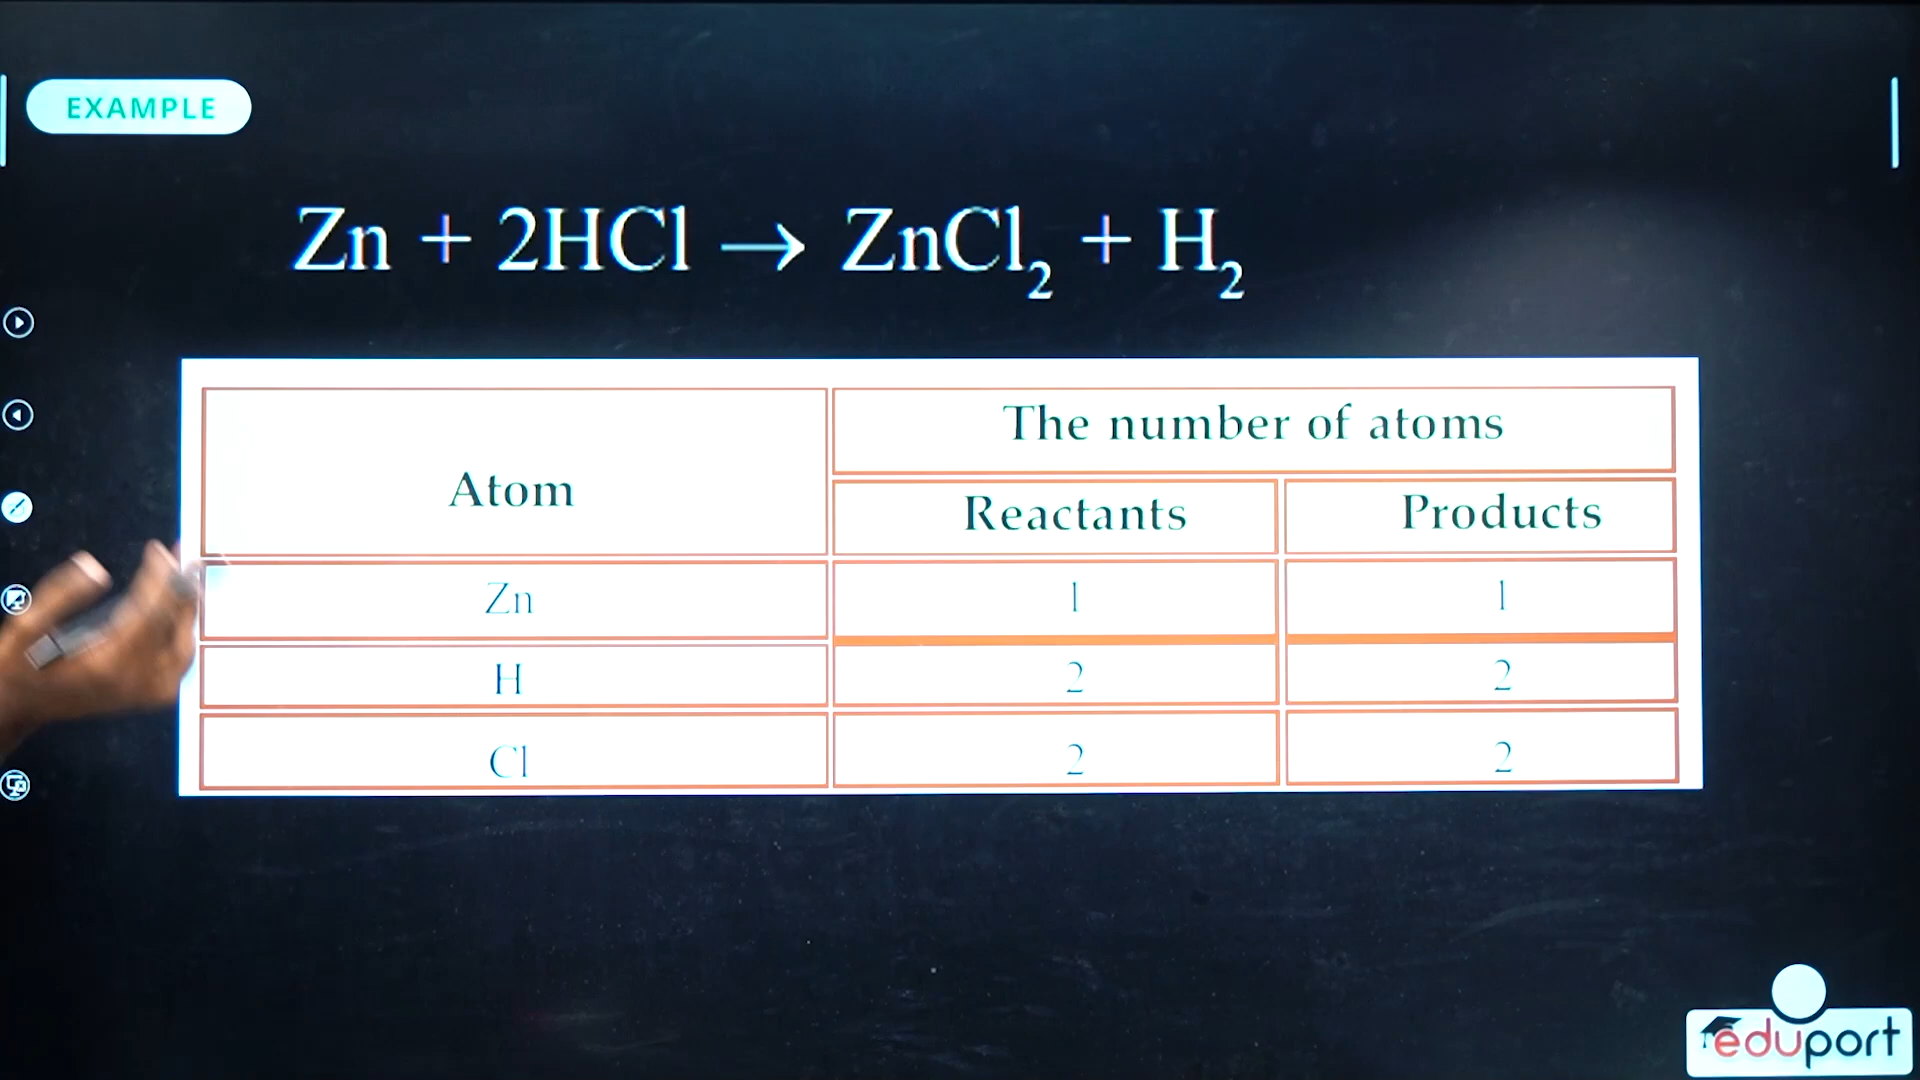 EXAMPLE
Zn + 2HCl → ZnCl₂ + H₂
Atom
The number of atoms
Reactants
Products
Zn
1
1
H
2
2
Cl
2
2
eduport